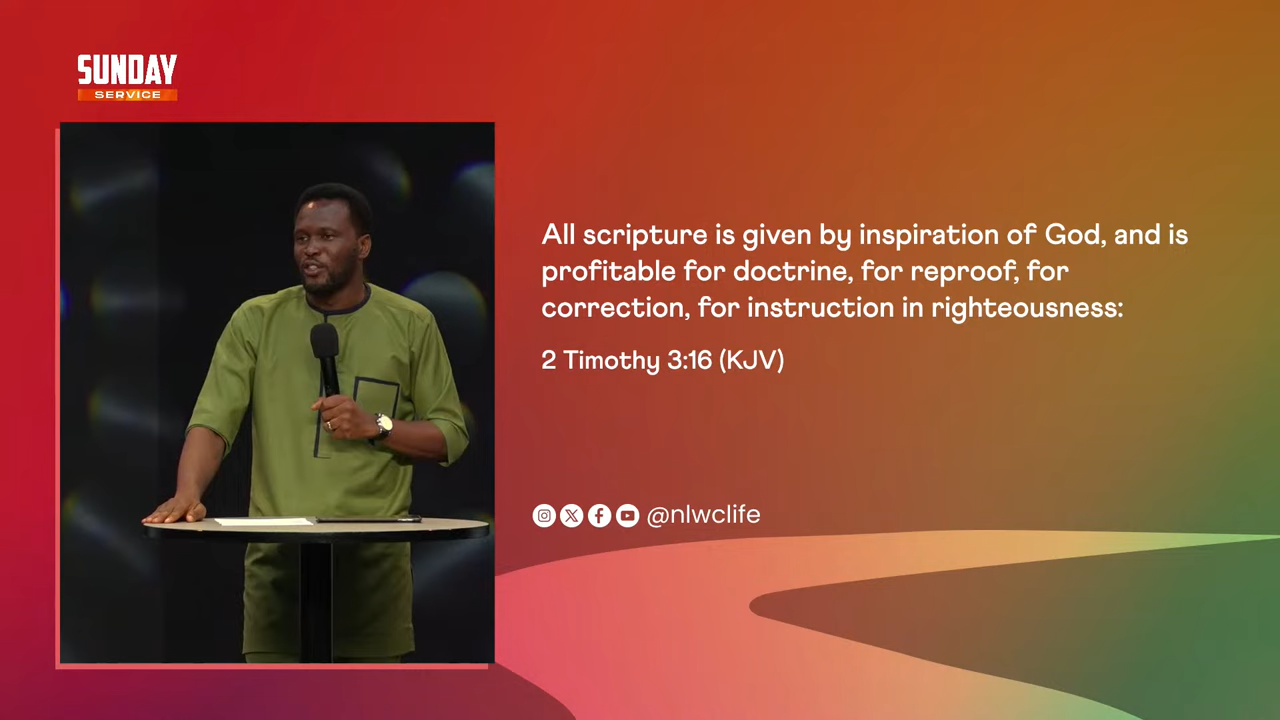 SUNDAY
SERVICE
All scripture is given by inspiration of God, and is
profitable for doctrine, for reproof, for
correction, for instruction in righteousness:
2 Timothy 3:16 (KJV)
@nlwclife